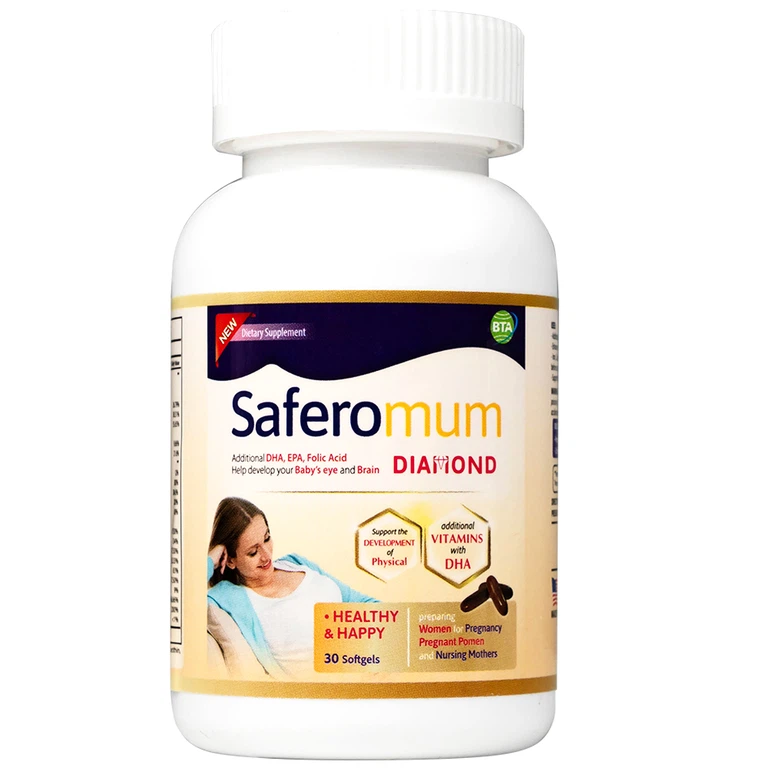 NEW
Dietary Supplement
BTA
Saferomum
Additional DHA, EPA, Folic Acid
Help develop your Baby's eye and Brain
DIAMOND
Support the
DEVELOPMENT
of
Physical
additional
VITAMINS
with
DHA
• HEALTHY
& HAPPY
30 Softgels
preparing
Women for Pregnancy
Pregnant Pomen
and Nursing Mothers